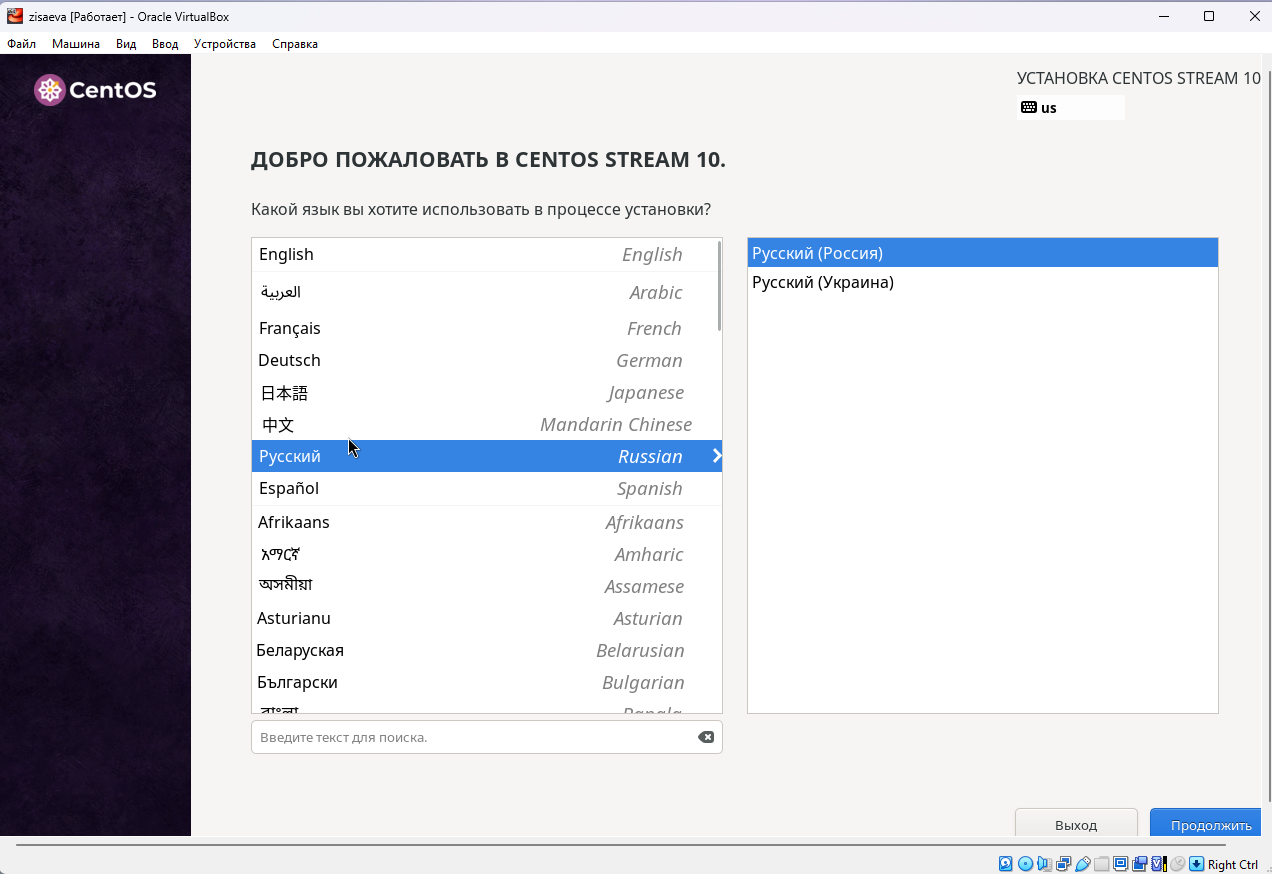 zisaeva [Работает] - Oracle VirtualBox
Файл Машина Вид Ввод Устройства Справка
CentOS
УСТАНОВКА CENTOS STREAM 10
us
ДОБРО ПОЖАЛОВАТЬ В CENTOS STREAM 10.
Какой язык вы хотите использовать в процессе установки?
English English
العربية Arabic
Français French
Deutsch German
日本語 Japanese
中文 Mandarin Chinese
Русский Russian
Español Spanish
Afrikaans Afrikaans
አማርኛ Amharic
অসমীয়া Assamese
Asturianu Asturian
Беларуская Belarusian
Български Bulgarian
বাংলা Bangla
Русский (Россия)
Русский (Украина)
Введите текст для поиска.
Выход Продолжить
Right Ctrl